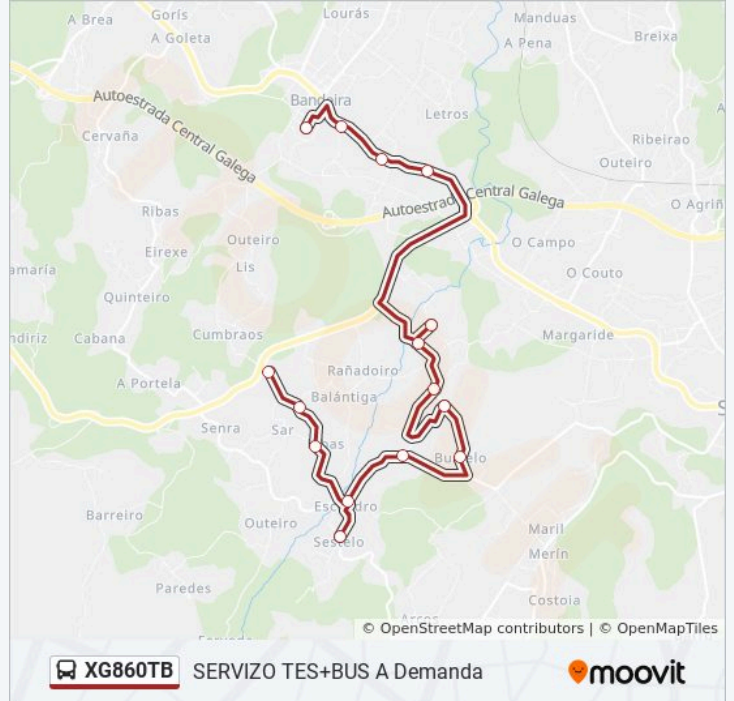 A Brea
Gorís
Lourás
Manduas
A Goleta
A Pena
Breixa
Bandeira
Autoestrada Central Galega
Letros
Cervaña
Ribeirao
Outeiro
Autoestrada Central Galega
Ribas
A Agriñ
Outeiro
O Campo
Eirexe
Lis
amaría
O Couto
Quinteiro
ndiriz
Cabana
Cumbraos
Margaride
Rañadoiro
A Portela
Balántiga
S
Senra
Sar
bas
Bu elo
Barreiro
Outeiro
Esc dro
Sestelo
Maril
Merín
Paredes
Costoia
© OpenStreetMap contributors | © OpenMapTiles
XG860TB SERVIZO TES+BUS A Demanda moovit